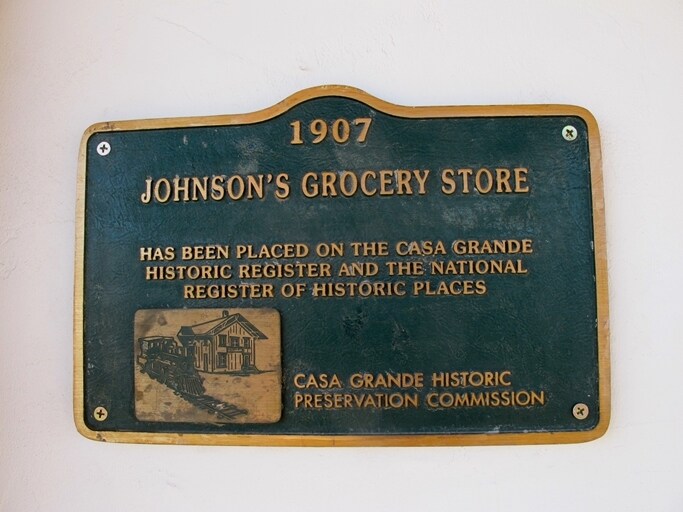 1907
JOHNSON'S GROCERY STORE
HAS BEEN PLACED ON THE CASA GRANDE
HISTORIC REGISTER AND THE NATIONAL
REGISTER OF HISTORIC PLACES
CASA GRANDE HISTORIC
PRESERVATION COMMISSION